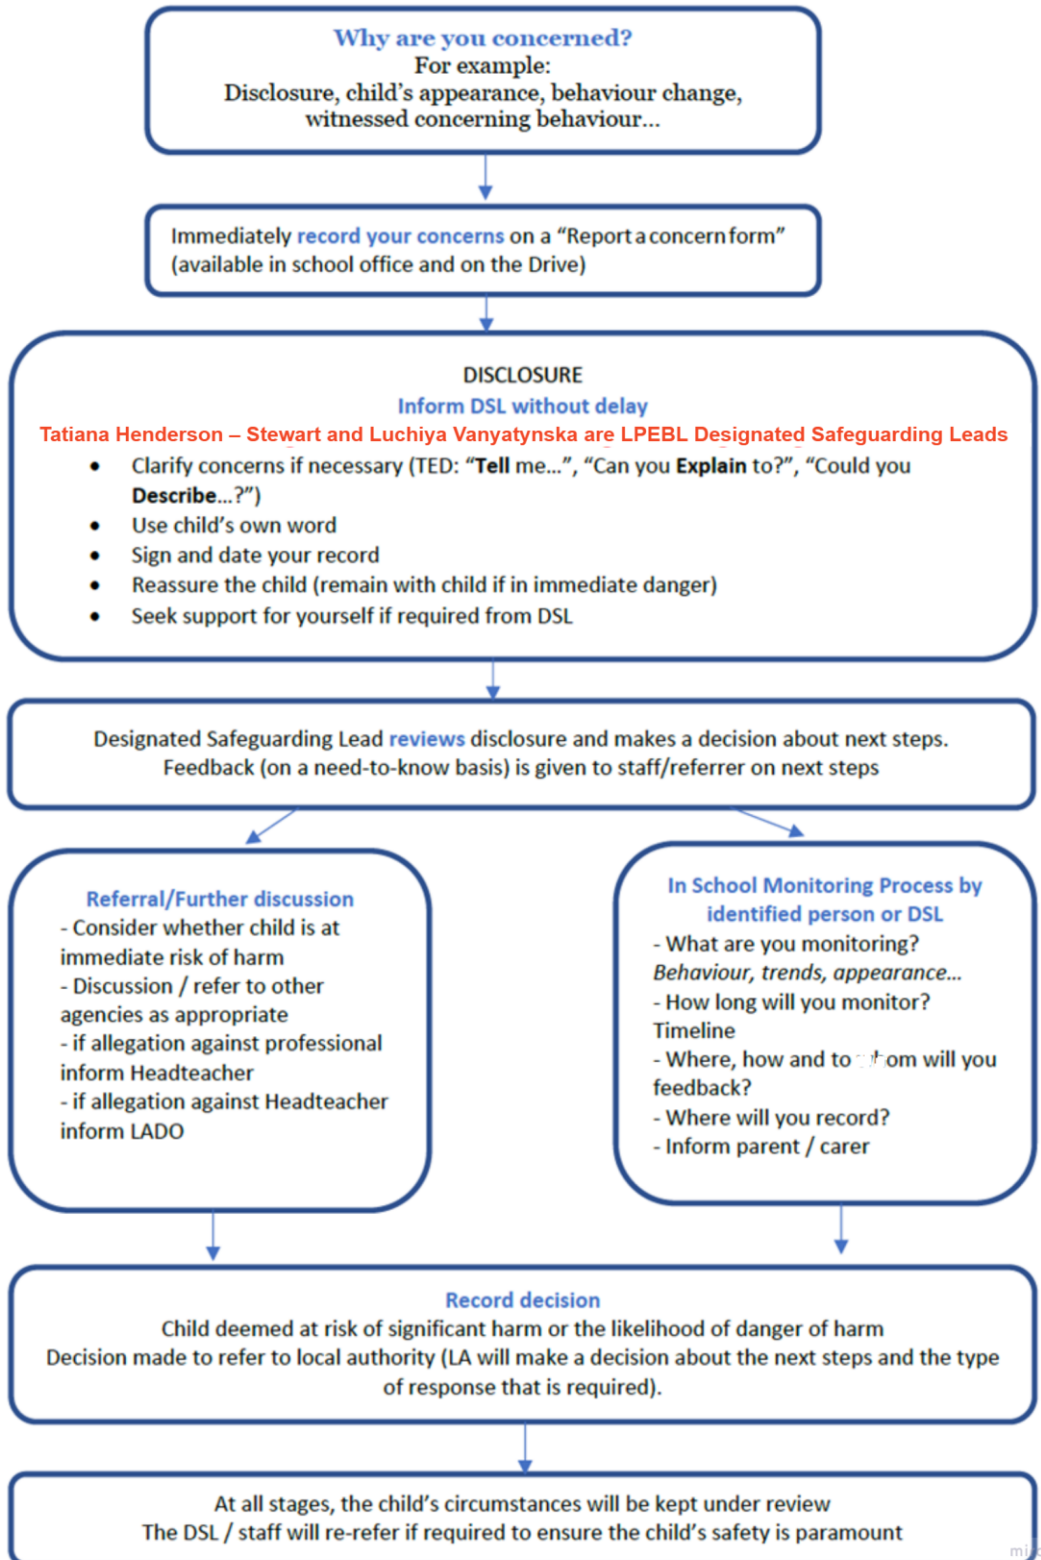 Why are you concerned?
For example:
Disclosure, child's appearance, behaviour change,
witnessed concerning behaviour...
Immediately record your concerns on a "Report a concern form"
(available in school office and on the Drive)
DISCLOSURE
Inform DSL without delay
Tatiana Henderson – Stewart and Luchiya Vanyatynska are LPEBL Designated Safeguarding Leads
• Clarify concerns if necessary (TED: "Tell me...", "Can you Explain to?", "Could you
Describe...?")
• Use child's own word
• Sign and date your record
• Reassure the child (remain with child if in immediate danger)
• Seek support for yourself if required from DSL
Designated Safeguarding Lead reviews disclosure and makes a decision about next steps.
Feedback (on a need-to-know basis) is given to staff/referrer on next steps
Referral/Further discussion
- Consider whether child is at
immediate risk of harm
- Discussion / refer to other
agencies as appropriate
- if allegation against professional
inform Headteacher
- if allegation against Headteacher
inform LADO
In School Monitoring Process by
identified person or DSL
- What are you monitoring?
Behaviour, trends, appearance...
- How long will you monitor?
Timeline
- Where, how and to whom will you
feedback?
- Where will you record?
- Inform parent / carer
Record decision
Child deemed at risk of significant harm or the likelihood of danger of harm
Decision made to refer to local authority (LA will make a decision about the next steps and the type
of response that is required).
At all stages, the child's circumstances will be kept under review
The DSL / staff will re-refer if required to ensure the child's safety is paramount